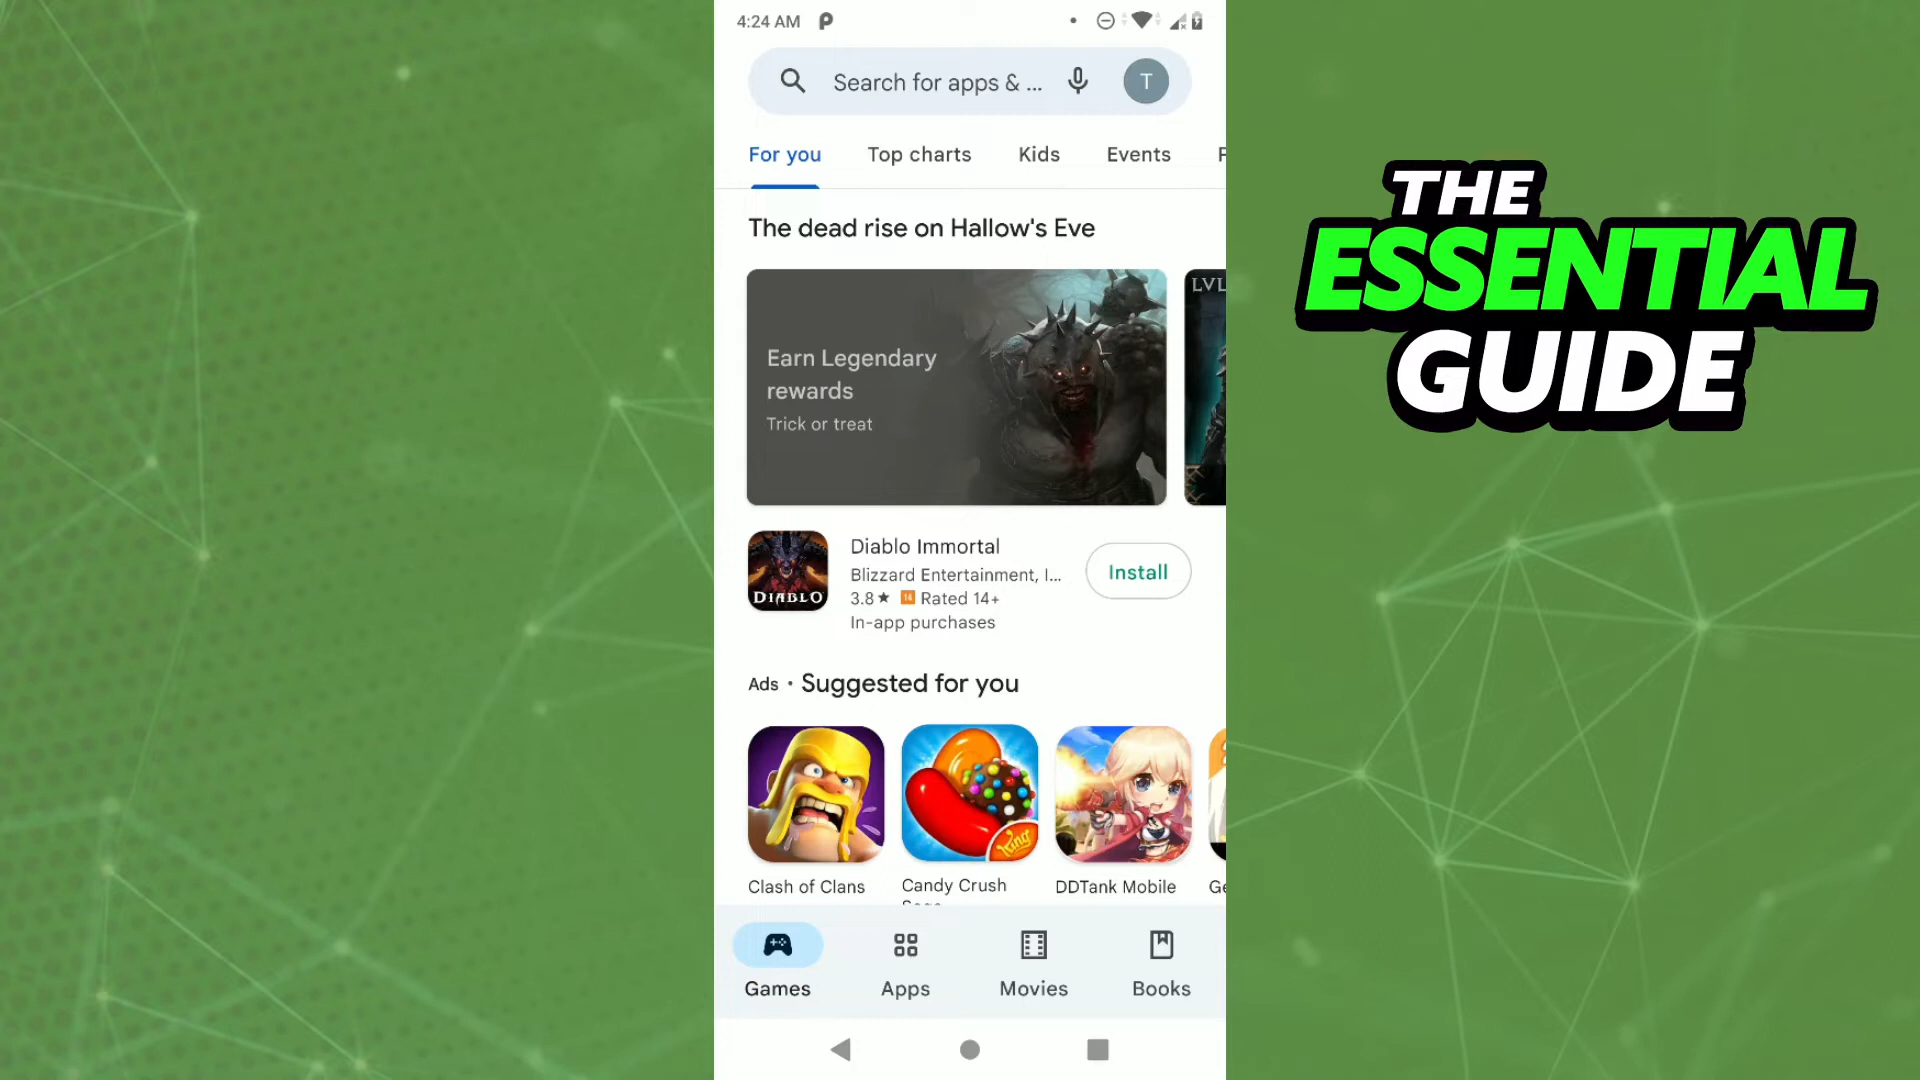 4:24 AM
Search for apps & ...
T
For you
Top charts
Kids
Events
The dead rise on Hallow's Eve
Earn Legendary
rewards
Trick or treat
LVL
DIABLO
Diablo Immortal
Blizzard Entertainment, I...
3.8★ 14 Rated 14+
In-app purchases
Install
Ads • Suggested for you
King
Clash of Clans
Candy Crush
DDTank Mobile
Games
Apps
Movies
Books
THE
ESSENTIAL
GUIDE